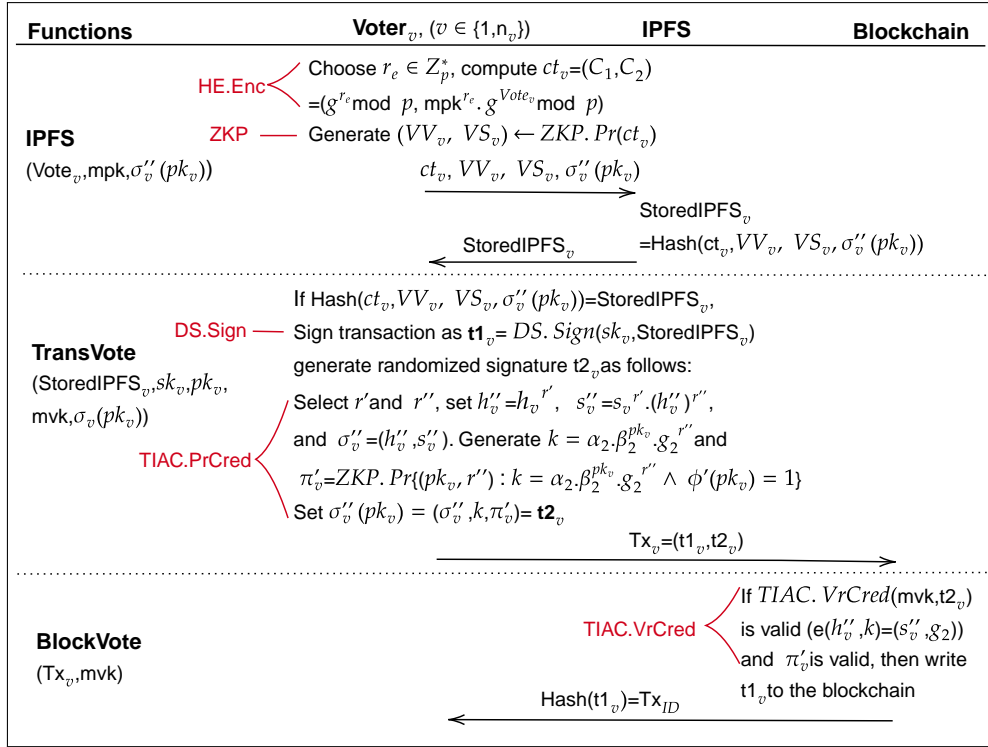 Functions Voter_v, (v ∈ {1,n_v}) IPFS Blockchain
HE.Enc
Choose r_e ∈ Z_p^*, compute ct_v=(C_1,C_2)
=(g^{r_e} mod p, mpk^{r_e}. g^{Vote_v} mod p)
ZKP
Generate (VV_v, VS_v) ← ZKP. Pr(ct_v)
IPFS
(Vote_v,mpk,σ''_v(pk_v))
ct_v, VV_v, VS_v, σ''_v(pk_v)
StoredIPFS_v
=Hash(ct_v,VV_v, VS_v,σ''_v(pk_v))
StoredIPFS_v
If Hash(ct_v,VV_v, VS_v,σ''_v(pk_v))=StoredIPFS_v,
DS.Sign
Sign transaction as t1_v= DS. Sign(sk_v,StoredIPFS_v)
generate randomized signature t2_v as follows:
TransVote
(StoredIPFS_v,sk_v,pk_v,
mvk,σ_v(pk_v))
TIAC.PrCred
Select r' and r'', set h''_v=h_v^{r'}, s''_v=s_v^{r'}.(h''_v)^{r''},
and σ''_v=(h''_v,s''_v). Generate k = α_2.β_2^{pk_v}.g_2^{r''} and
π'_v=ZKP. Pr{(pk_v, r'') : k = α_2.β_2^{pk_v}.g_2^{r''} ∧ ϕ'(pk_v) = 1}
Set σ''_v(pk_v) = (σ''_v,k,π'_v)= t2_v
Tx_v=(t1_v,t2_v)
BlockVote
(Tx_v,mvk)
TIAC.VrCred
If TIAC. VrCred(mvk,t2_v)
is valid (e(h''_v,k)=(s''_v,g_2))
and π'_v is valid, then write
t1_v to the blockchain
Hash(t1_v)=Tx_{ID}